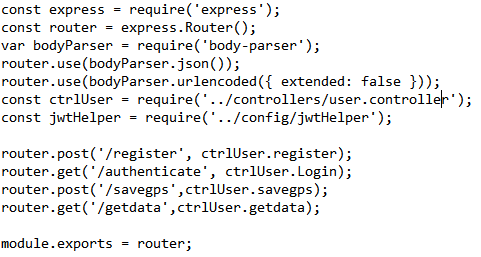 const express = require('express');
const router = express.Router();
var bodyParser = require('body-parser');
router.use(bodyParser.json());
router.use(bodyParser.urlencoded({ extended: false }));
const ctrlUser = require('../controllers/user.controller');
const jwtHelper = require('../config/jwtHelper');
router.post('/register', ctrlUser.register);
router.get('/authenticate', ctrlUser.Login);
router.post('/savegps',ctrlUser.savegps);
router.get('/getdata',ctrlUser.getdata);
module.exports = router;